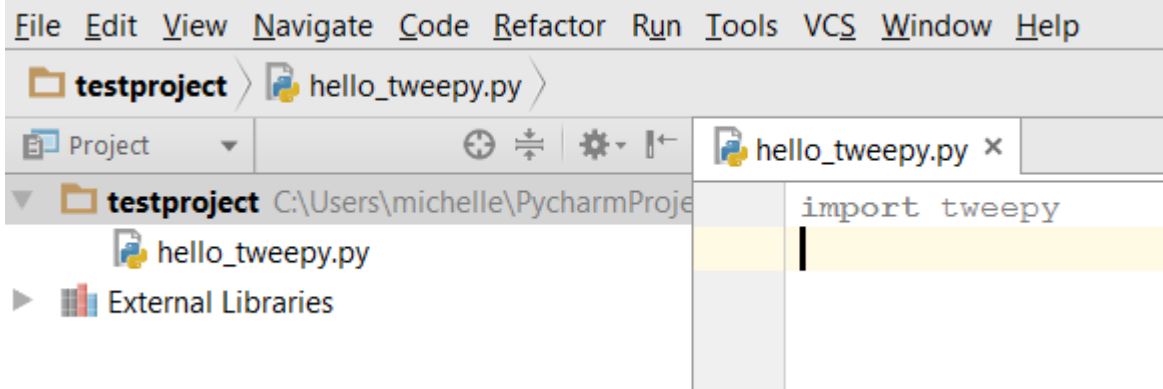 File Edit View Navigate Code Refactor Run Tools VCS Window Help
testproject hello_tweepy.py
Project
hello_tweepy.py
testproject C:\Users\michelle\PycharmProje
import tweepy
hello_tweepy.py
External Libraries